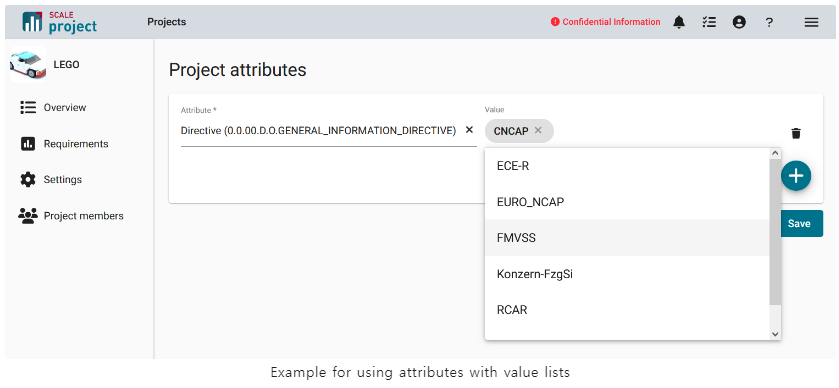 SCALE
project
Projects
Confidential Information
?
LEGO
Overview
Requirements
Settings
Project members
Project attributes
Attribute *
Directive (0.0.00.D.O.GENERAL_INFORMATION_DIRECTIVE)
Value
CNCAP
ECE-R
EURO_NCAP
FMVSS
Konzern-FzgSi
RCAR
Save
Example for using attributes with value lists